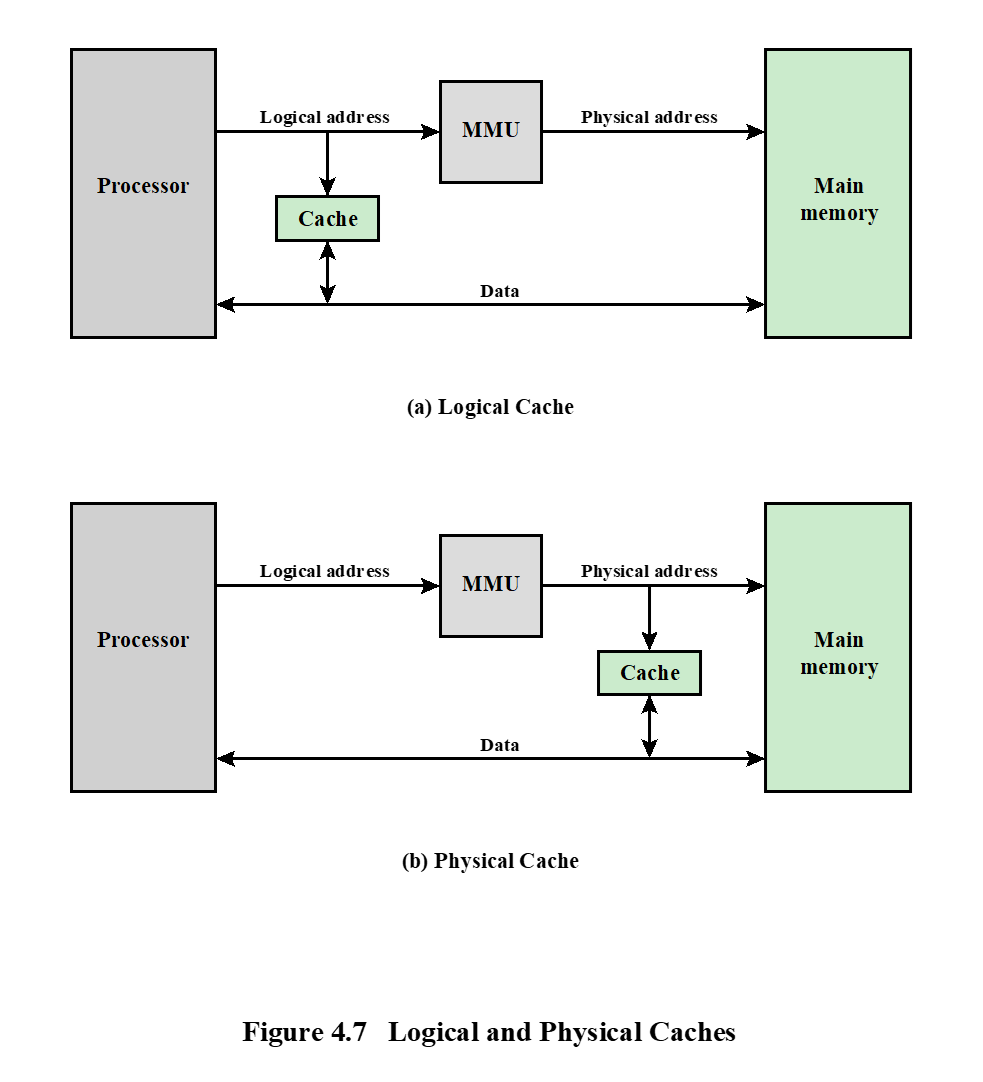 Logical address
MMU
Physical address
Processor
Main
memory
Cache
Data
(a) Logical Cache
Logical address
MMU
Physical address
Processor
Main
memory
Cache
Data
(b) Physical Cache
Figure 4.7   Logical and Physical Caches